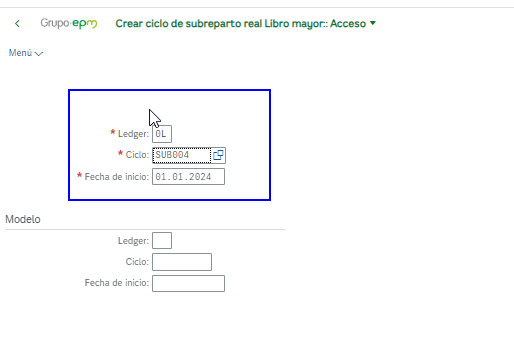 Grupo·epm Crear ciclo de subreparto real Libro mayor:: Acceso
Menú
* Ledger: 0L
* Ciclo: SUB004
* Fecha de inicio: 01.01.2024
Modelo
Ledger:
Ciclo:
Fecha de inicio: